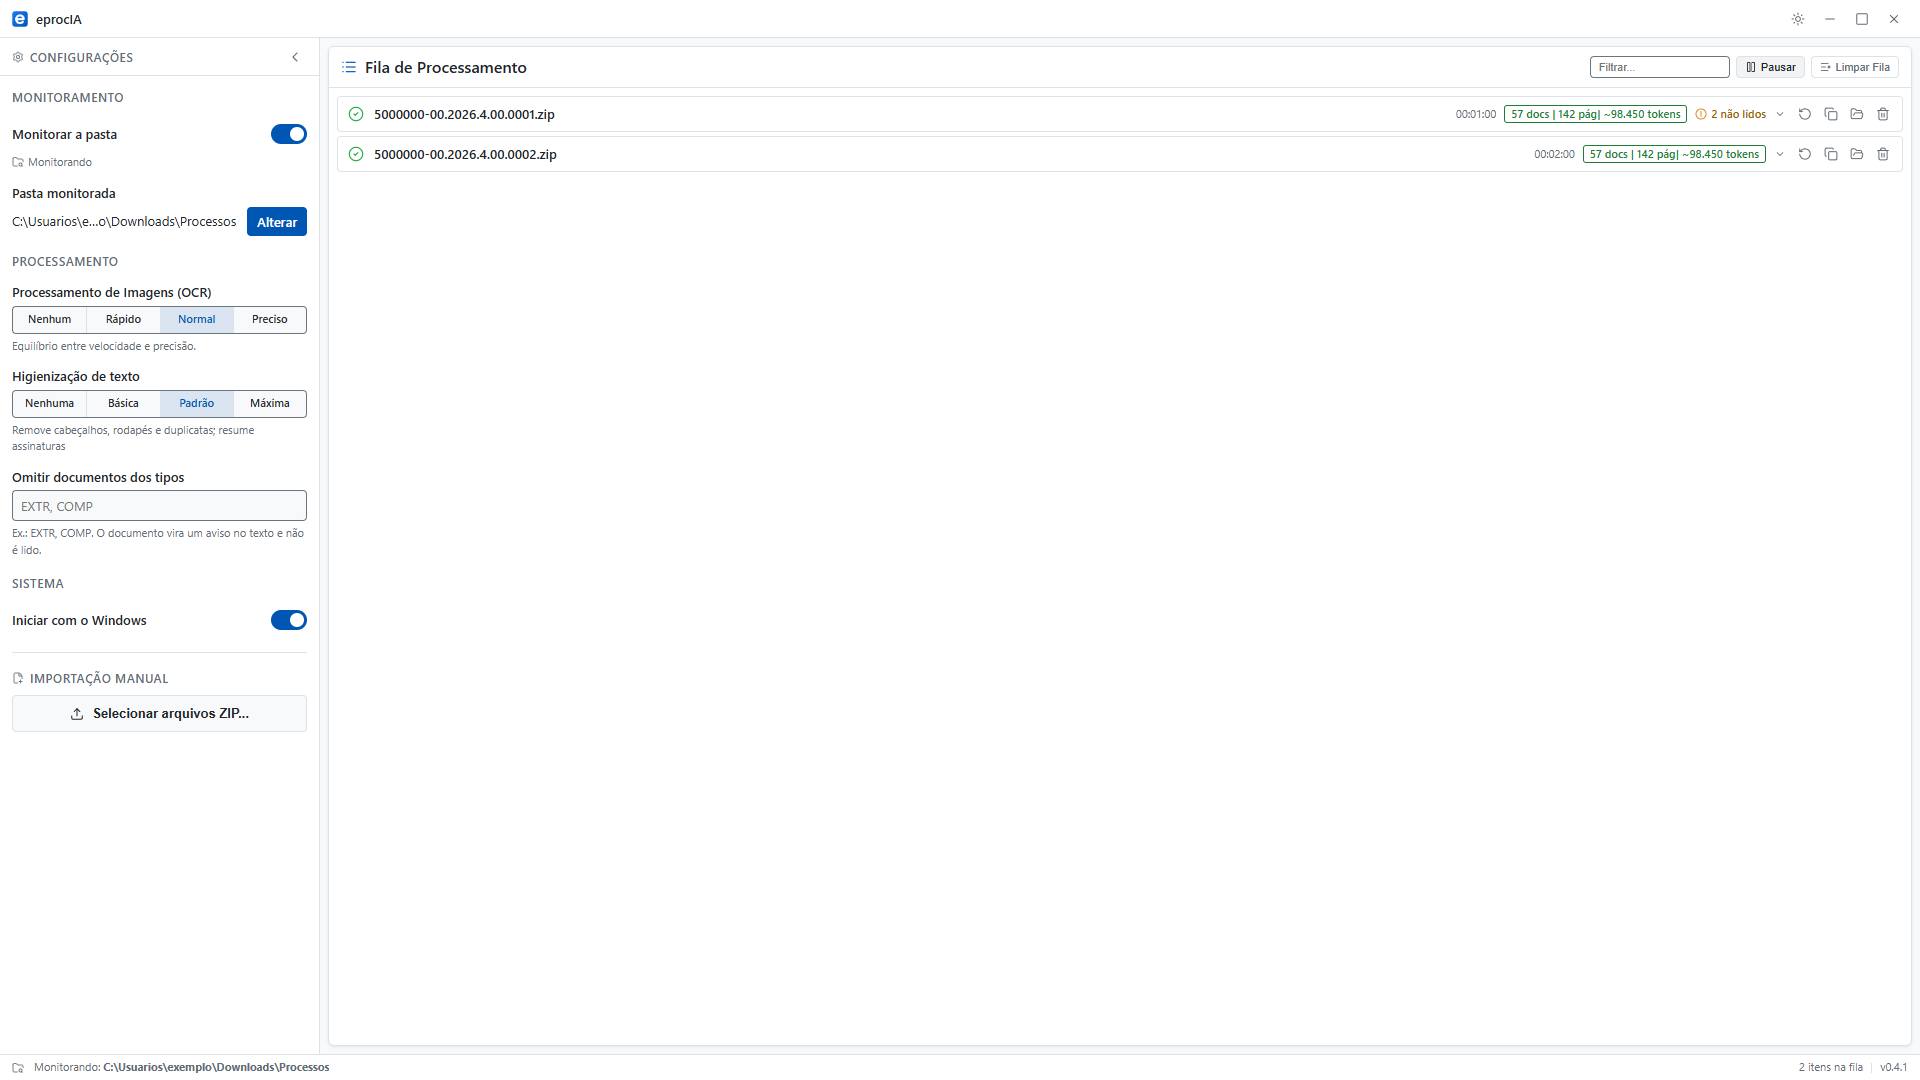 eprocIA
CONFIGURAÇÕES
MONITORAMENTO
Monitorar a pasta
Monitorando
Pasta monitorada
C:\Usuarios\e...o\Downloads\Processos
Alterar
PROCESSAMENTO
Processamento de Imagens (OCR)
Nenhum Rápido Normal Preciso
Equilíbrio entre velocidade e precisão.
Higienização de texto
Nenhuma Básica Padrão Máxima
Remove cabeçalhos, rodapés e duplicatas; resume
assinaturas
Omitir documentos dos tipos
EXTR, COMP
Ex.: EXTR, COMP. O documento vira um aviso no texto e não
é lido.
SISTEMA
Iniciar com o Windows
IMPORTAÇÃO MANUAL
Selecionar arquivos ZIP...
Fila de Processamento
Filtrar... Pausar Limpar Fila
5000000-00.2026.4.00.0001.zip 00:01:00 57 docs | 142 pág| ~98.450 tokens 2 não lidos
5000000-00.2026.4.00.0002.zip 00:02:00 57 docs | 142 pág| ~98.450 tokens
Monitorando: C:\Usuarios\exemplo\Downloads\Processos
2 itens na fila v0.4.1